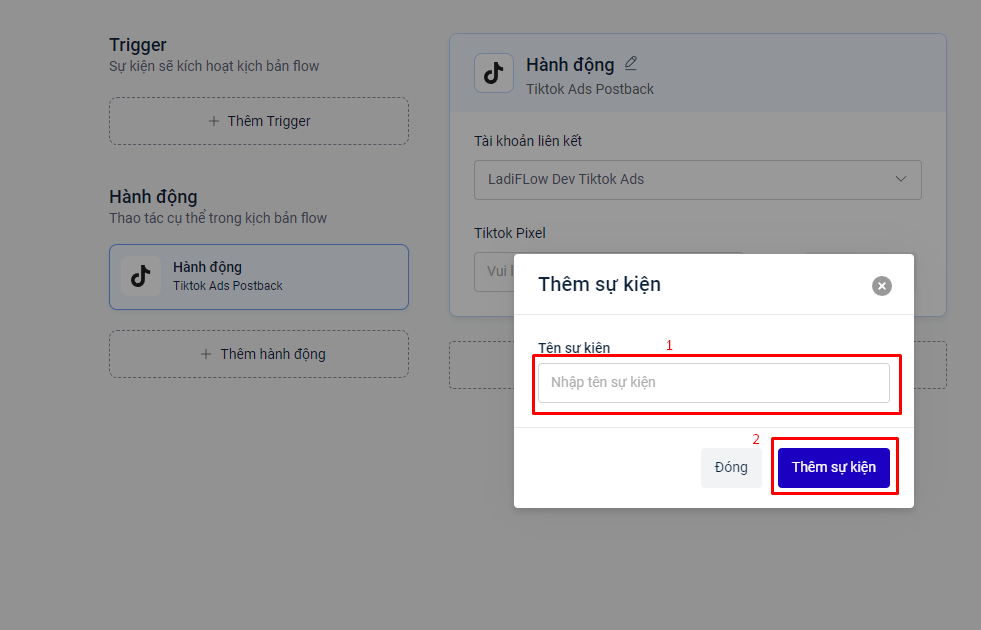 Trigger
Sự kiện sẽ kích hoạt kịch bản flow
+ Thêm Trigger
Hành động
Thao tác cụ thể trong kịch bản flow
Hành động
Tiktok Ads Postback
+ Thêm hành động
Hành động
Tiktok Ads Postback
Tài khoản liên kết
LadiFLow Dev Tiktok Ads
Tiktok Pixel
Vui
Thêm sự kiện
Tên sự kiện 1
Nhập tên sự kiện
2
Đóng Thêm sự kiện